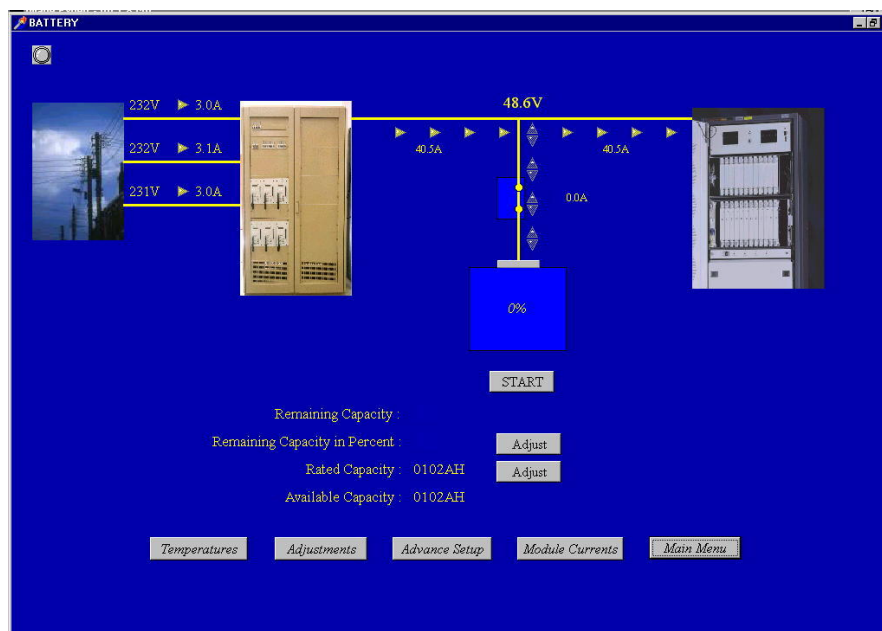 BATTERY
48.6V
232V 3.0A
40.5A 40.5A
232V 3.1A
231V 3.0A
0.0A
0%
START
Remaining Capacity :
Remaining Capacity in Percent : Adjust
Rated Capacity : 0102AH Adjust
Available Capacity : 0102AH
Temperatures Adjustments Advance Setup Module Currents Main Menu